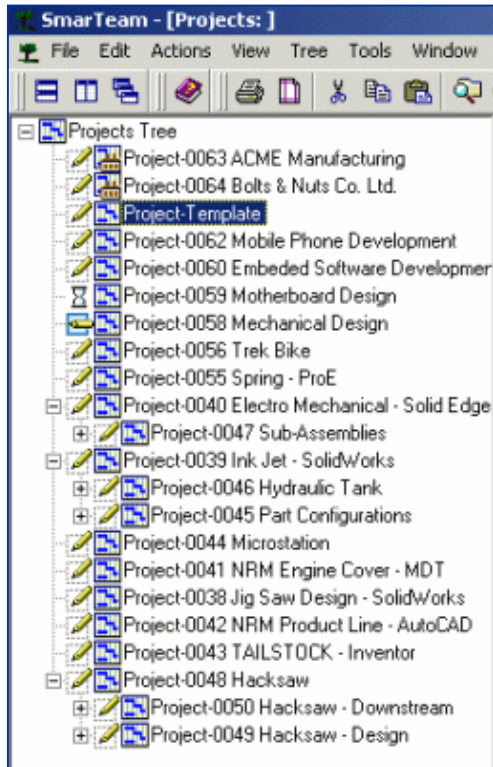 SmarTeam - [Projects: ]
File Edit Actions View Tree Tools Window
Projects Tree
Project-0063 ACME Manufacturing
Project-0064 Bolts & Nuts Co. Ltd.
Project-Template
Project-0062 Mobile Phone Development
Project-0060 Embeded Software Developmer
Project-0059 Motherboard Design
Project-0058 Mechanical Design
Project-0056 Trek Bike
Project-0055 Spring - ProE
Project-0040 Electro Mechanical - Solid Edge
Project-0047 Sub-Assemblies
Project-0039 Ink Jet - SolidWorks
Project-0046 Hydraulic Tank
Project-0045 Part Configurations
Project-0044 Microstation
Project-0041 NRM Engine Cover - MDT
Project-0038 Jig Saw Design - SolidWorks
Project-0042 NRM Product Line - AutoCAD
Project-0043 TAILSTOCK - Inventor
Project-0048 Hacksaw
Project-0050 Hacksaw - Downstream
Project-0049 Hacksaw - Design